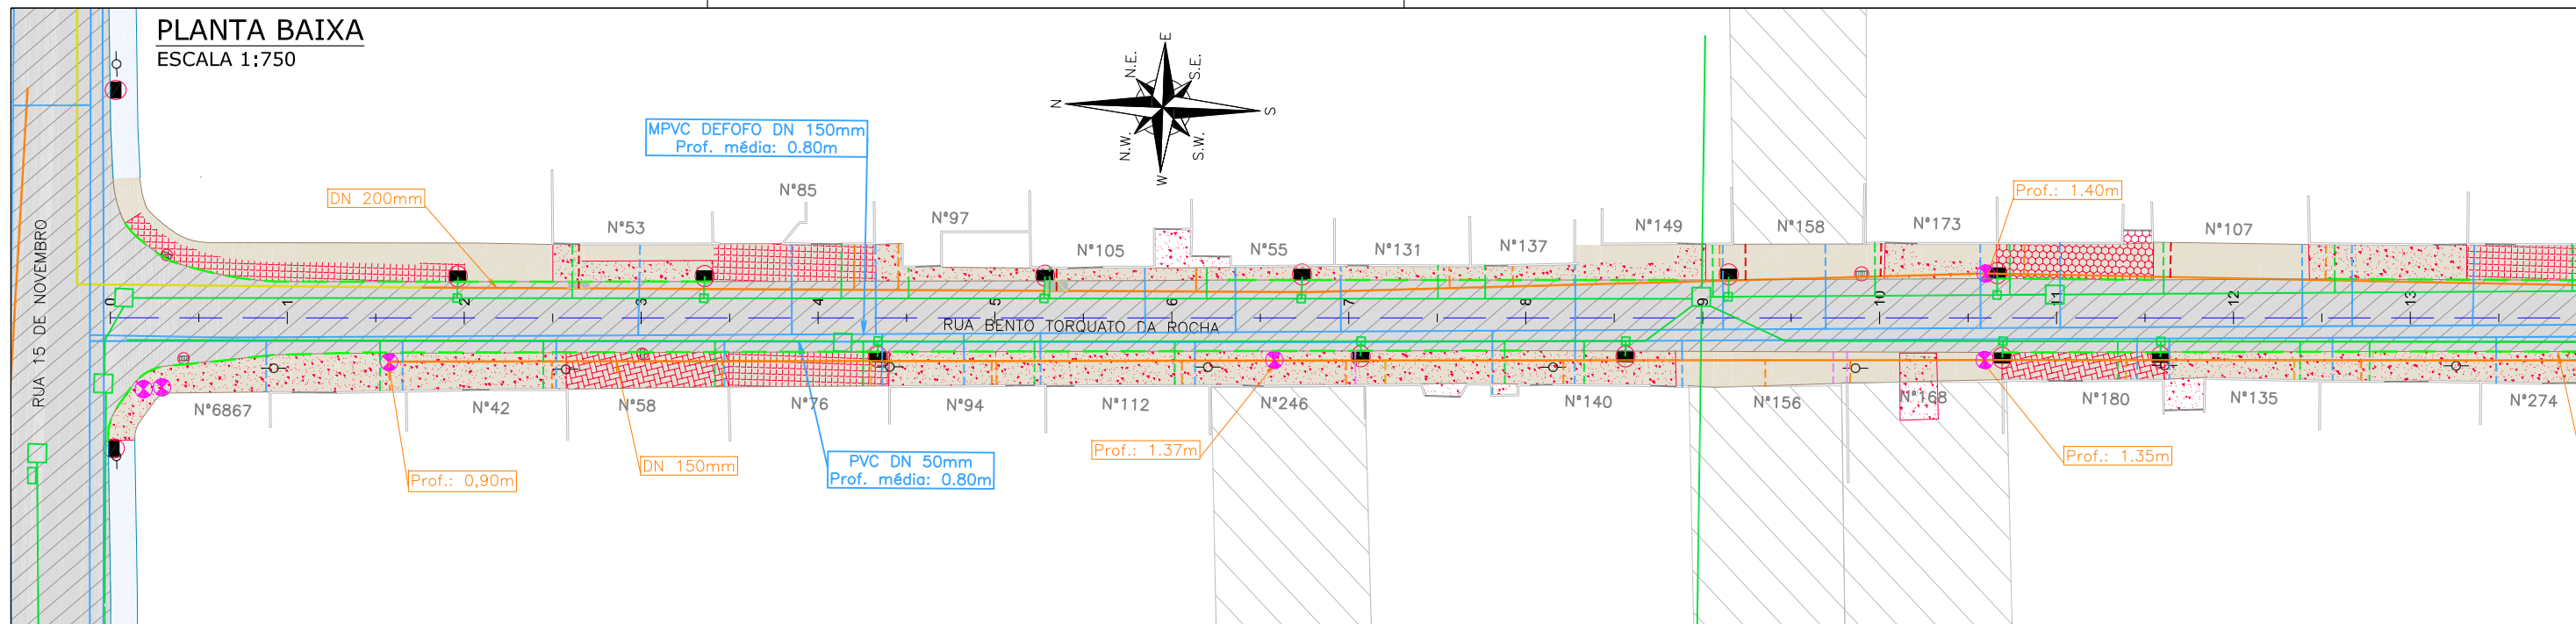 PLANTA BAIXA
ESCALA 1:750
E
N.E.
S.E.
N
S
N.W.
S.W.
W
MPVC DEFOFO DN 150mm
Prof. média: 0.80m
DN 200mm
Prof.: 1.40m
N°53
N°85
N°97
N°105
N°55
N°131
N°137
N°149
N°158
N°173
N°107
RUA 15 DE NOVEMBRO
0
1
2
3
4
5
6
7
8
9
10
11
12
13
RUA BENTO TORQUATO DA ROCHA
N°6867
N°42
N°58
N°76
N°94
N°112
N°246
N°140
N°156
N°168
N°180
N°135
N°274
Prof.: 0,90m
DN 150mm
PVC DN 50mm
Prof. média: 0.80m
Prof.: 1.37m
Prof.: 1.35m